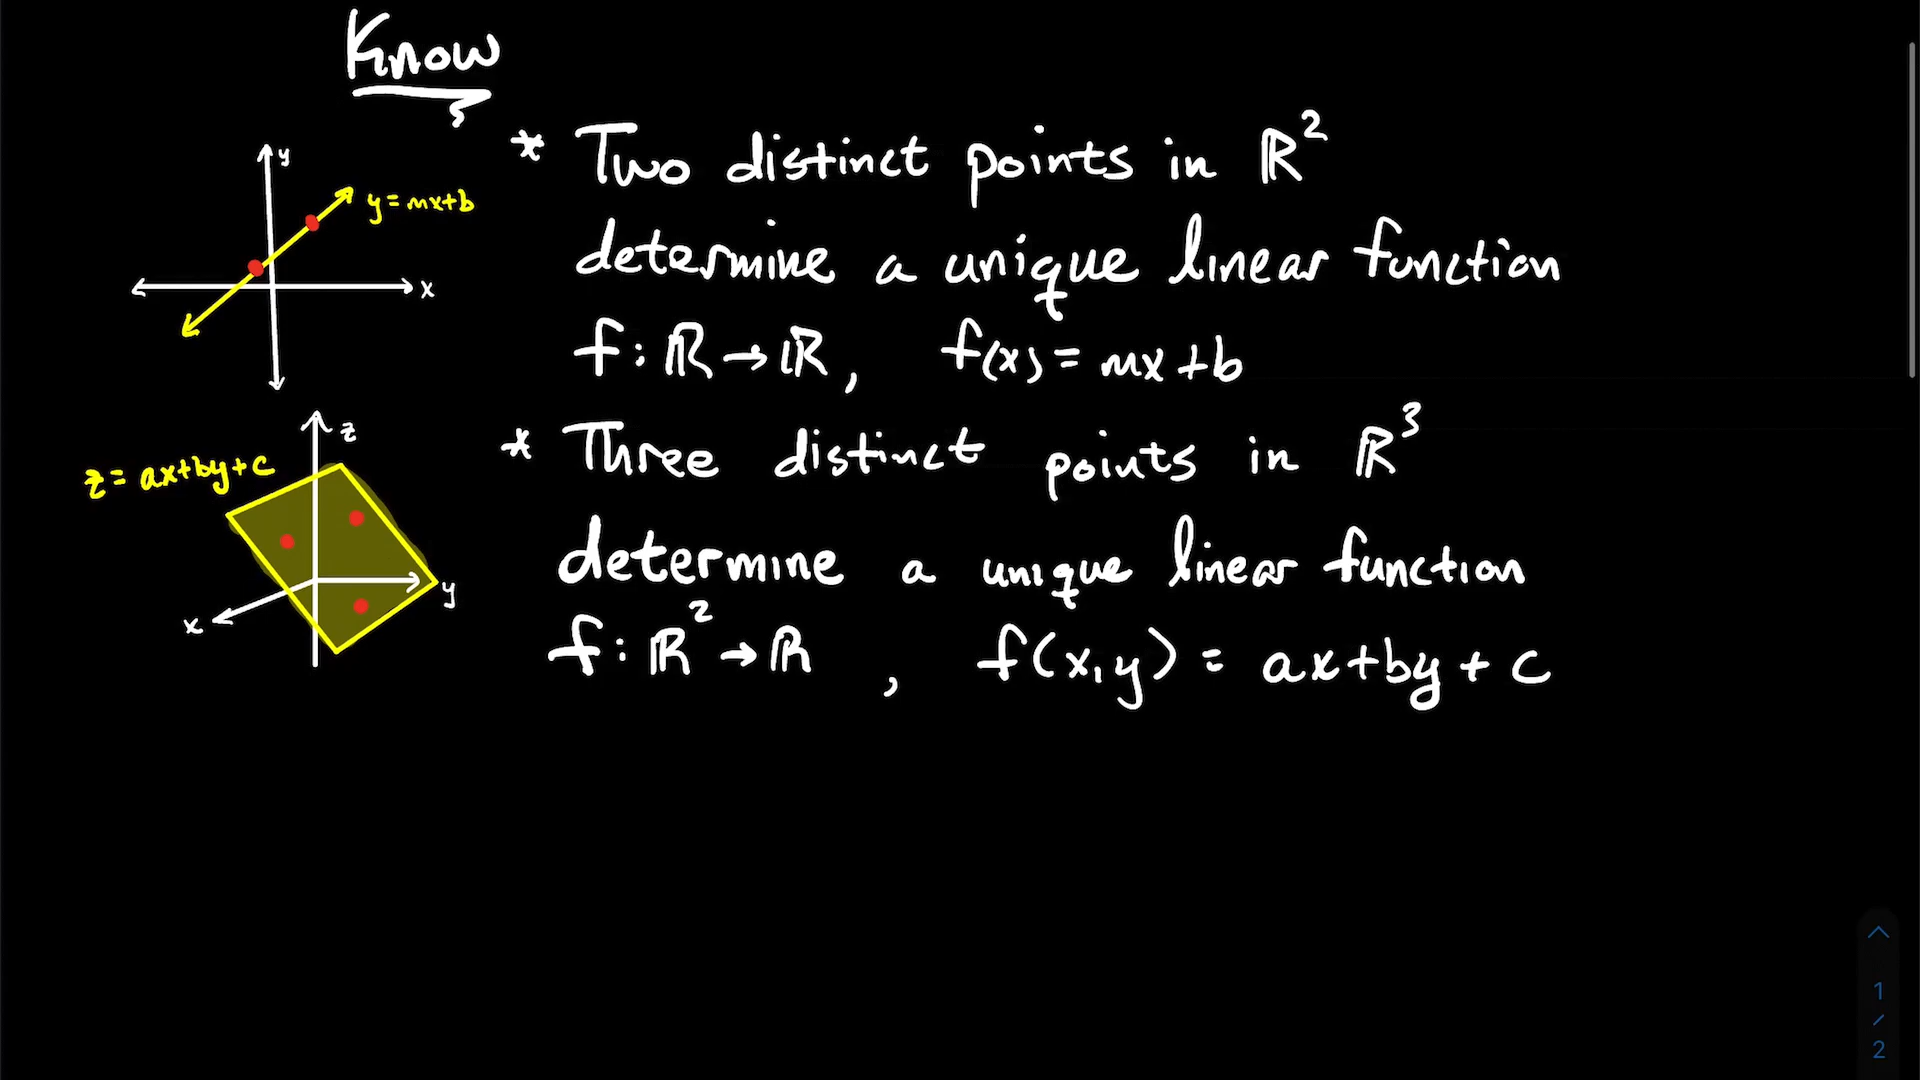 Know
* Two distinct points in ℝ²
determine a unique linear function
f: ℝ → ℝ, f(x) = mx + b
y
y = mx + b
x
* Three distinct points in ℝ³
determine a unique linear function
f: ℝ² → ℝ, f(x,y) = ax + by + c
z
z = ax + by + c
y
x
1
/
2